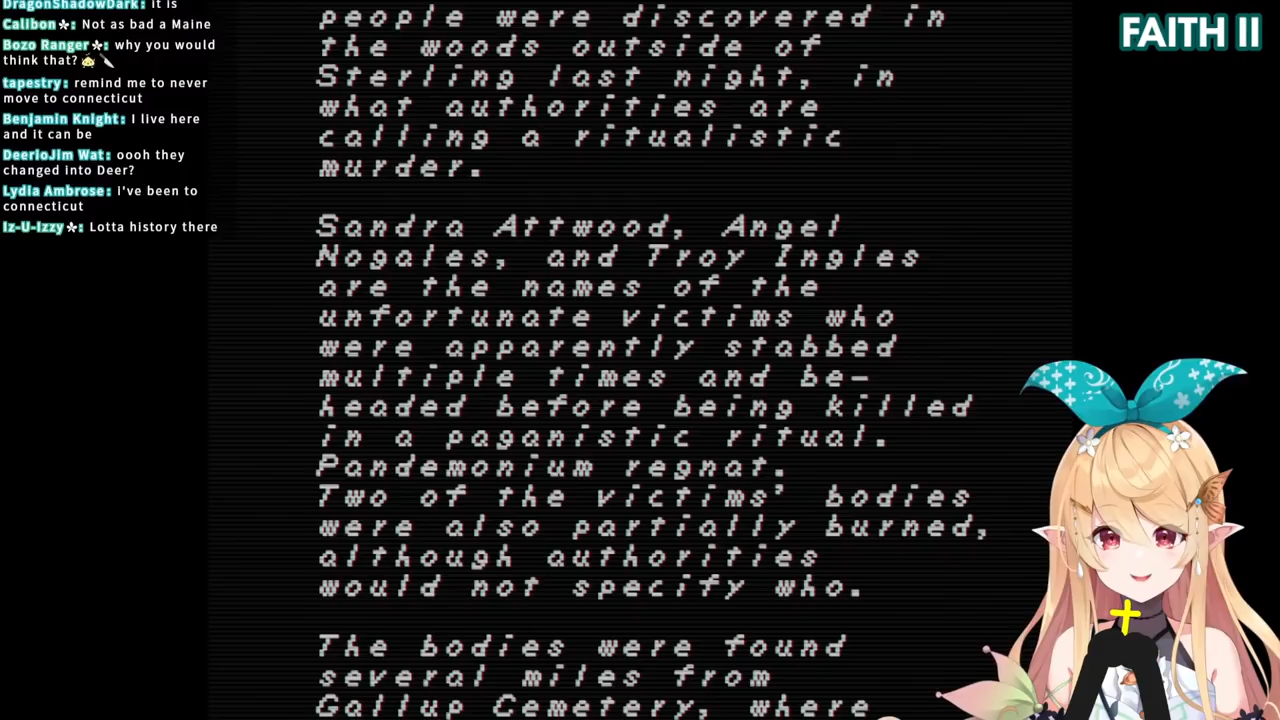 DragonShadowDark: it is
Calibon: Not as bad a Maine
Bozo Ranger: why you would
think that?
tapestry: remind me to never
move to connecticut
Benjamin Knight: I live here
and it can be
DeerioJim Wat: oooh they
changed into Deer?
Lydia Ambrose: i've been to
connecticut
Iz-U-Izzy: Lotta history there
people were discovered in
the woods outside of
Sterling last night, in
what authorities are
calling a ritualistic
murder.
Sandra Attwood, Angel
Nogales, and Troy Ingles
are the names of the
unfortunate victims who
were apparently stabbed
multiple times and be-
headed before being killed
in a paganistic ritual.
Pandemonium regnat.
Two of the victims' bodies
were also partially burned,
although authorities
would not specify who.
The bodies were found
several miles from
Gallup Cemetery, where
FAITH II